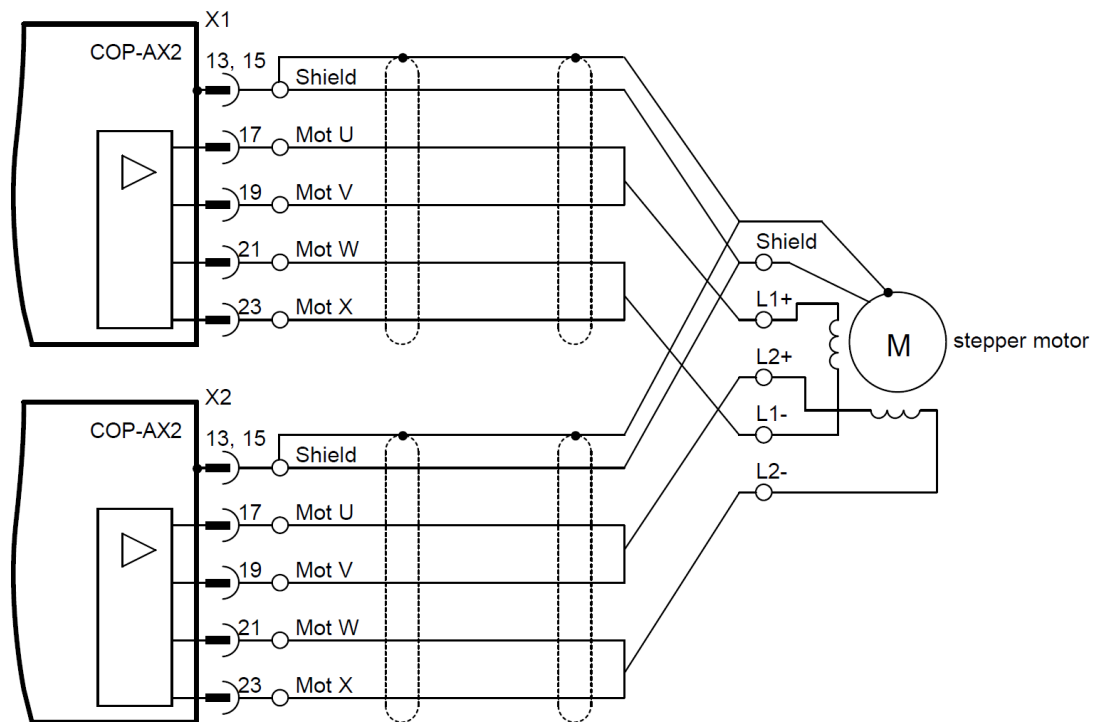 X1
COP-AX2
13, 15
Shield
17
Mot U
19
Mot V
21
Mot W
23
Mot X
Shield
L1+
L2+
L1-
L2-
M
stepper motor
X2
COP-AX2
13, 15
Shield
17
Mot U
19
Mot V
21
Mot W
23
Mot X